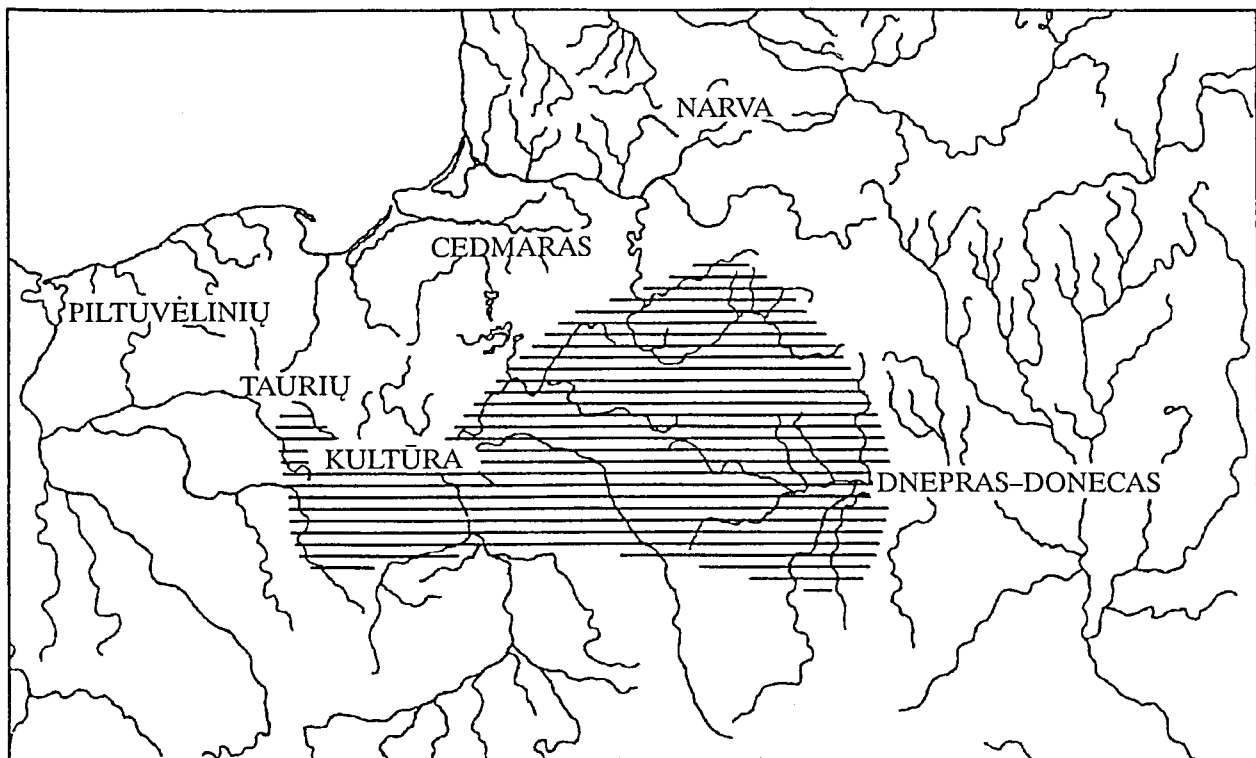 NARVA
CEDMARAS
PILTUVĖLINIŲ
TAURIŲ
KULTŪRA
DNEPRAS–DONECAS